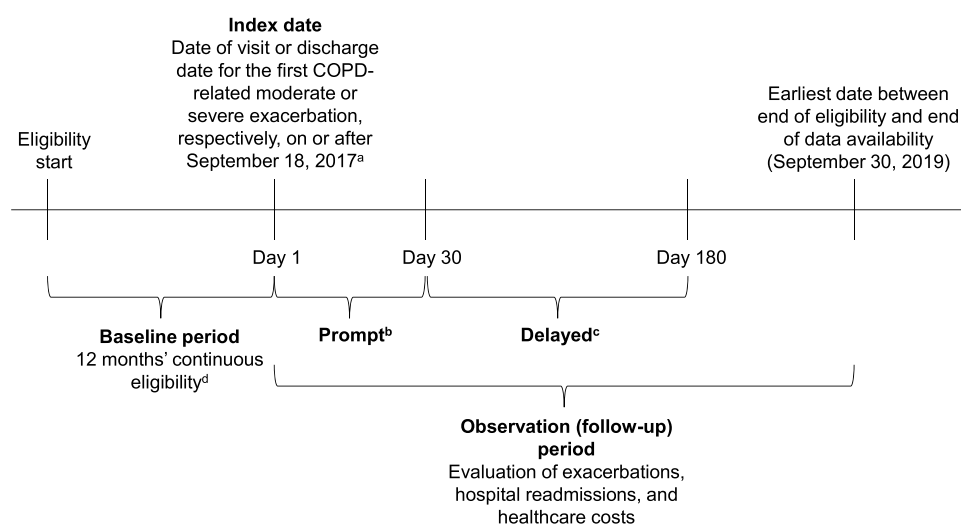 Index date
Date of visit or discharge
date for the first COPD-
related moderate or
severe exacerbation,
respectively, on or after
September 18, 2017ᵃ
Eligibility
start
Earliest date between
end of eligibility and end
of data availability
(September 30, 2019)
Day 1
Day 30
Day 180
Baseline period
12 months’ continuous
eligibilityᵈ
Promptᵇ
Delayedᶜ
Observation (follow-up)
period
Evaluation of exacerbations,
hospital readmissions, and
healthcare costs